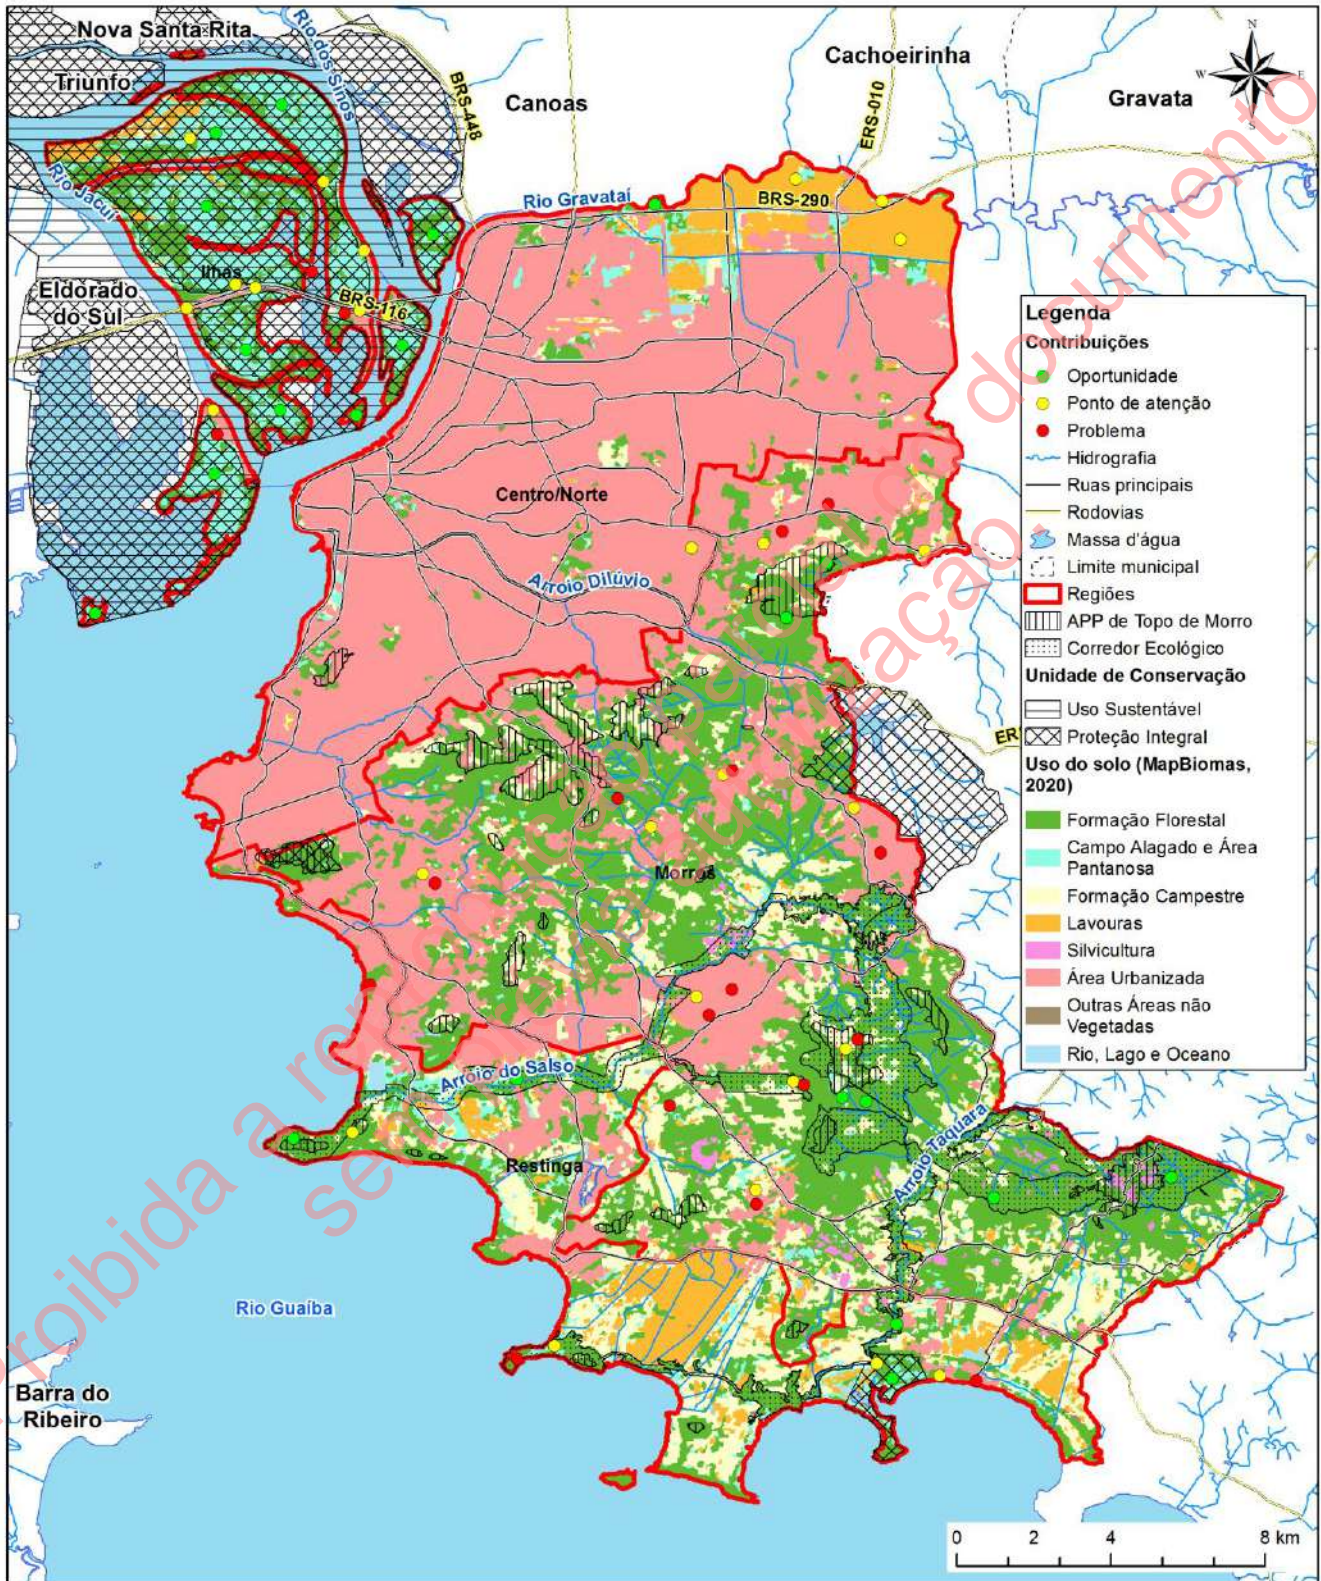 Nova Santa Rita
Triunfo
Rio dos Sinos
BRS-448
Canoas
Cachoeirinha
ERS-010
Gravata
N
W
E
S
Rio Jacuí
Rio Gravataí
BRS-290
Ilhas
Eldorado
do Sul
BRS-116
Centro/Norte
Arroio Dilúvio
ER
Morros
Arroio do Salso
Restinga
Arroio Taquara
Rio Guaíba
Barra do
Ribeiro
Legenda
Contribuições
Oportunidade
Ponto de atenção
Problema
Hidrografia
Ruas principais
Rodovias
Massa d'água
Limite municipal
Regiões
APP de Topo de Morro
Corredor Ecológico
Unidade de Conservação
Uso Sustentável
Proteção Integral
Uso do solo (MapBiomas,
2020)
Formação Florestal
Campo Alagado e Área
Pantanosa
Formação Campestre
Lavouras
Silvicultura
Área Urbanizada
Outras Áreas não
Vegetadas
Rio, Lago e Oceano
0 2 4 8 km